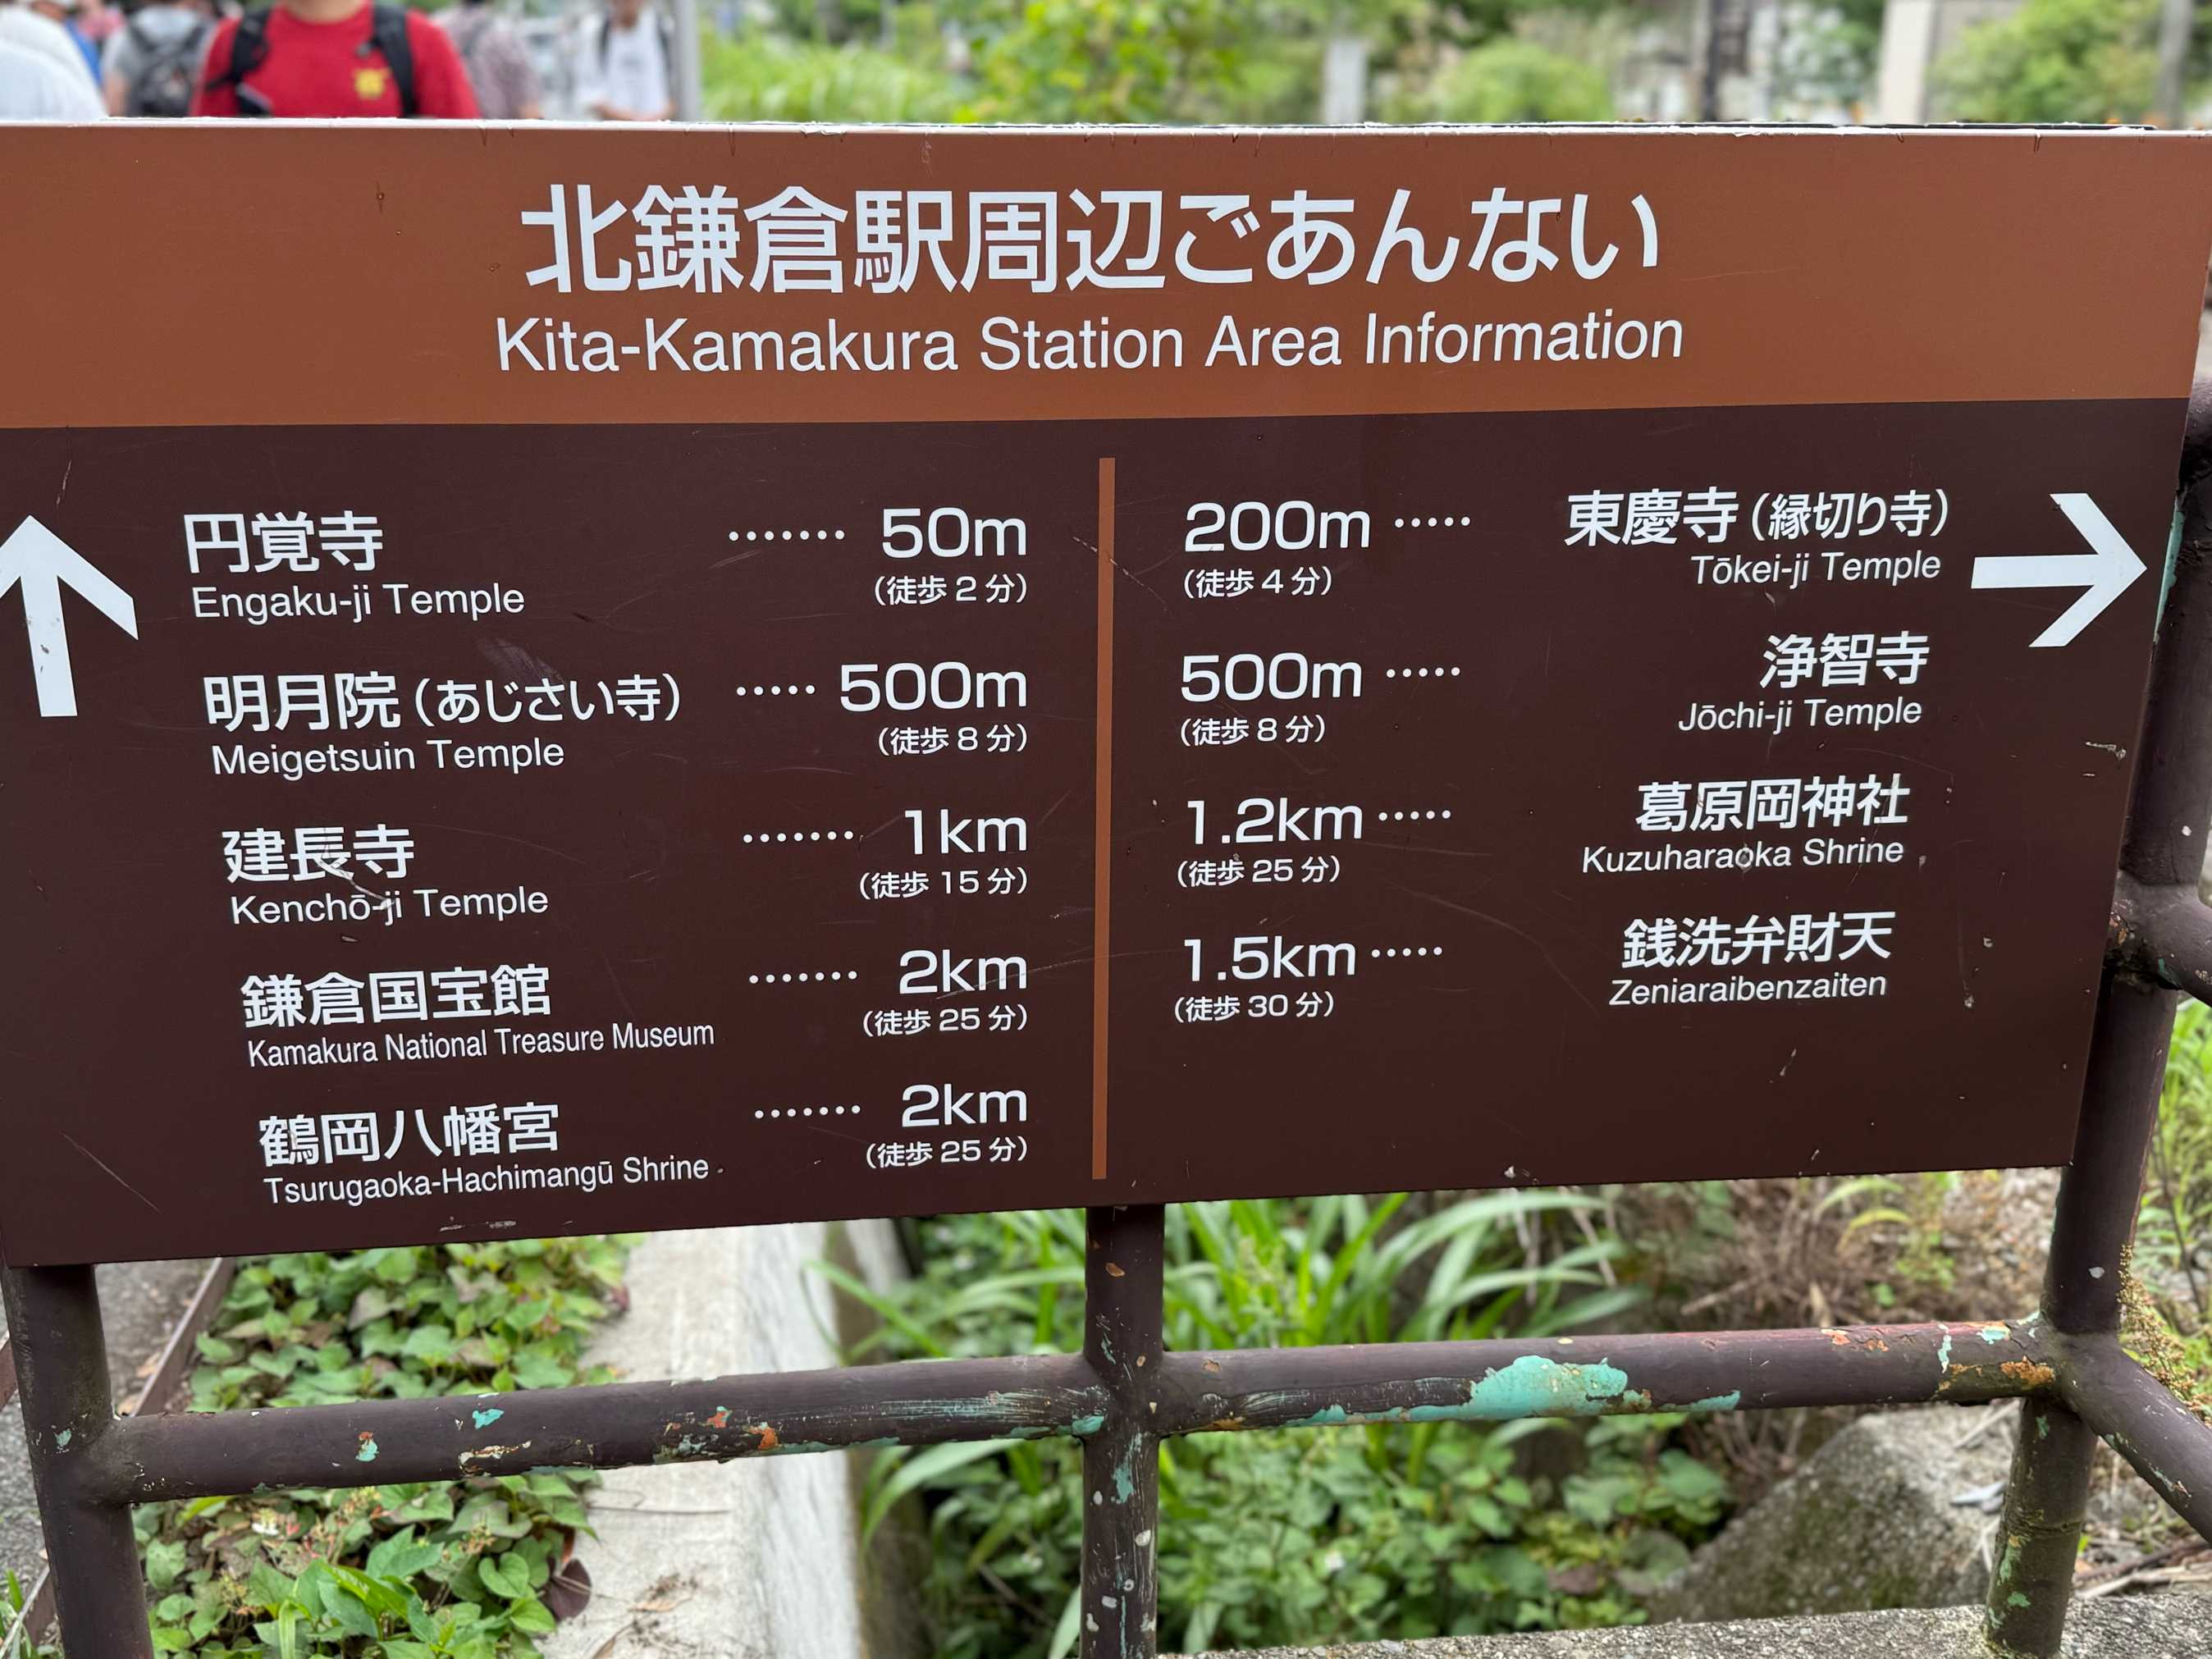 北鎌倉駅周辺ごあんない
Kita-Kamakura Station Area Information
円覚寺 ······· 50m
Engaku-ji Temple (徒歩 2 分)
明月院(あじさい寺) ····· 500m
Meigetsuin Temple (徒歩 8 分)
建長寺 ······· 1km
Kenchō-ji Temple (徒歩 15 分)
鎌倉国宝館 ······· 2km
Kamakura National Treasure Museum (徒歩 25 分)
鶴岡八幡宮 ······· 2km
Tsurugaoka-Hachimangū Shrine (徒歩 25 分)
200m ····· 東慶寺(縁切り寺)
(徒歩 4 分) Tōkei-ji Temple
500m ····· 浄智寺
(徒歩 8 分) Jōchi-ji Temple
1.2km ····· 葛原岡神社
(徒歩 25 分) Kuzuharaoka Shrine
1.5km ····· 銭洗弁財天
(徒歩 30 分) Zeniaraibenzaiten